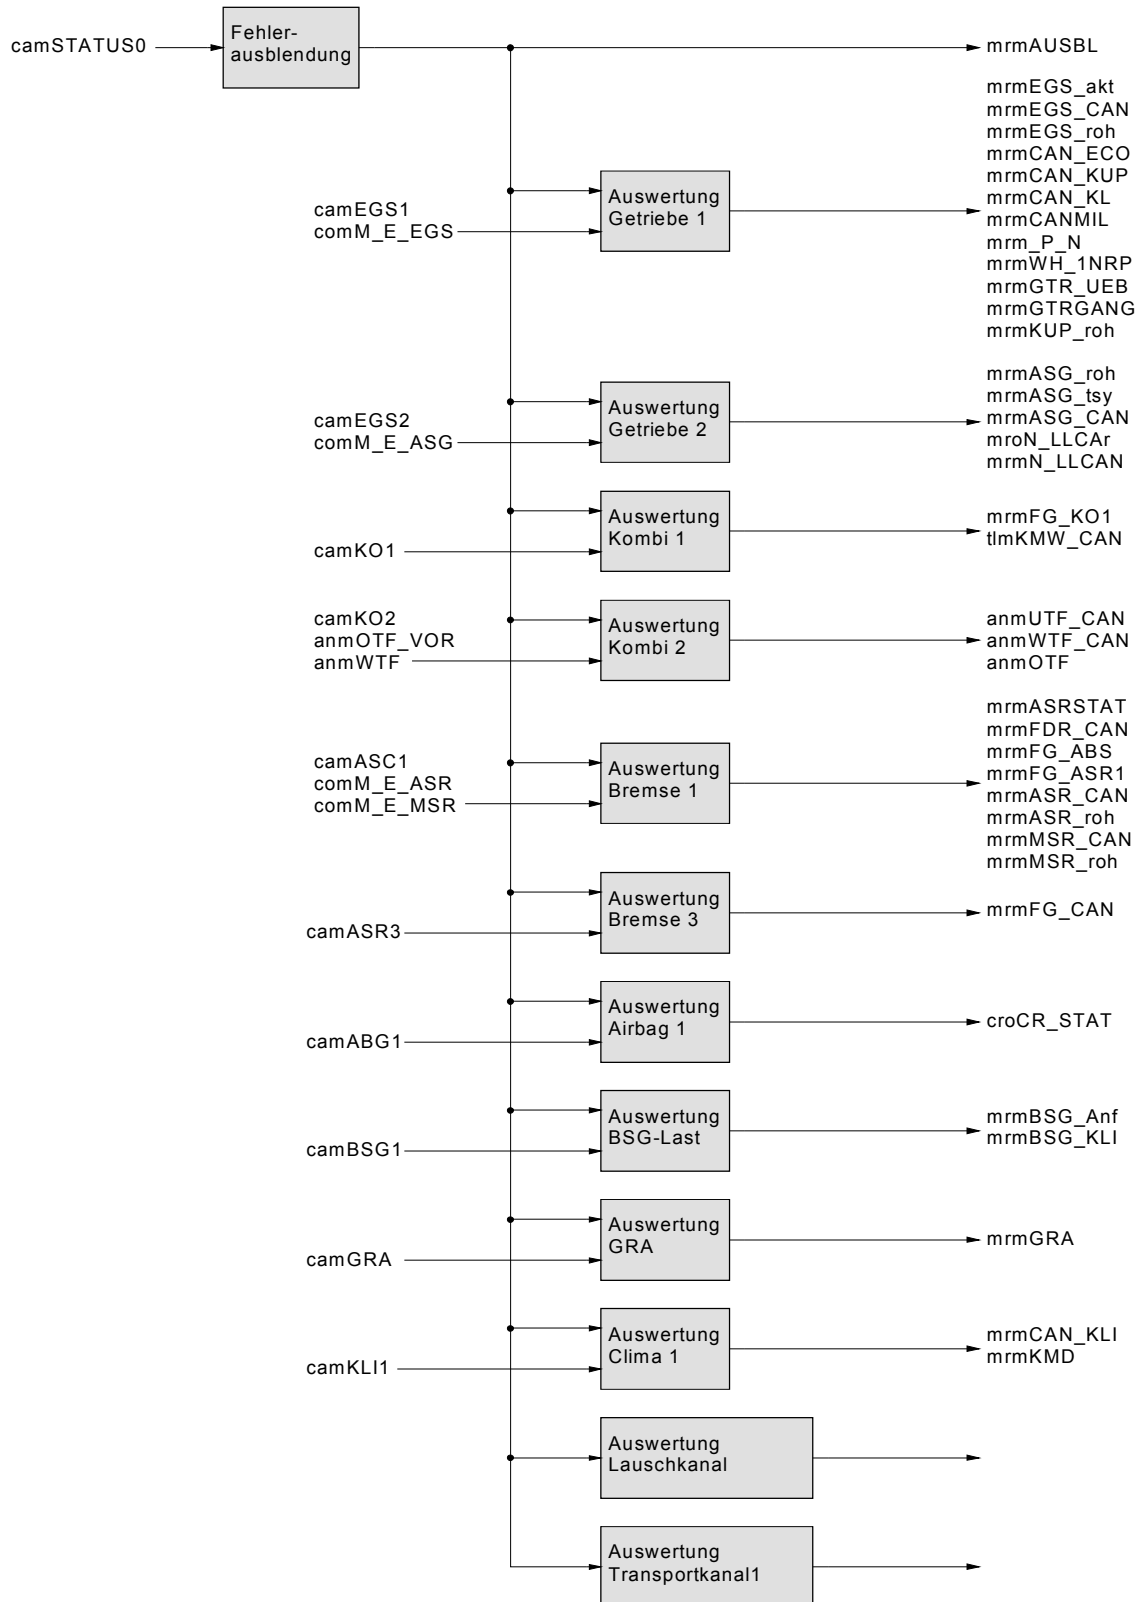 camSTATUS0
Fehler-
ausblendung
mrmAUSBL
camEGS1
comM_E_EGS
Auswertung
Getriebe 1
mrmEGS_akt
mrmEGS_CAN
mrmEGS_roh
mrmCAN_ECO
mrmCAN_KUP
mrmCAN_KL
mrmCANMIL
mrm_P_N
mrmWH_1NRP
mrmGTR_UEB
mrmGTRGANG
mrmKUP_roh
camEGS2
comM_E_ASG
Auswertung
Getriebe 2
mrmASG_roh
mrmASG_tsy
mrmASG_CAN
mroN_LLCAr
mrmN_LLCAN
camKO1
Auswertung
Kombi 1
mrmFG_KO1
tlmKMW_CAN
camKO2
anmOTF_VOR
anmWTF
Auswertung
Kombi 2
anmUTF_CAN
anmWTF_CAN
anmOTF
camASC1
comM_E_ASR
comM_E_MSR
Auswertung
Bremse 1
mrmASRSTAT
mrmFDR_CAN
mrmFG_ABS
mrmFG_ASR1
mrmASR_CAN
mrmASR_roh
mrmMSR_CAN
mrmMSR_roh
camASR3
Auswertung
Bremse 3
mrmFG_CAN
camABG1
Auswertung
Airbag 1
croCR_STAT
camBSG1
Auswertung
BSG-Last
mrmBSG_Anf
mrmBSG_KLI
camGRA
Auswertung
GRA
mrmGRA
camKLI1
Auswertung
Clima 1
mrmCAN_KLI
mrmKMD
Auswertung
Lauschkanal
Auswertung
Transportkanal1